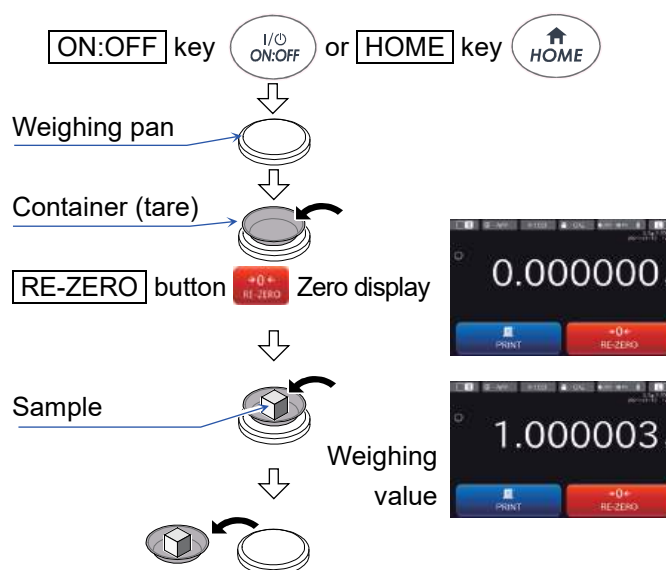 ON:OFF key I/⏻ ON:OFF or HOME key HOME
Weighing pan
Container (tare)
RE-ZERO button →0← RE-ZERO Zero display
0.000000
PRINT →0← RE-ZERO
Sample
Weighing value
1.000003
PRINT →0← RE-ZERO